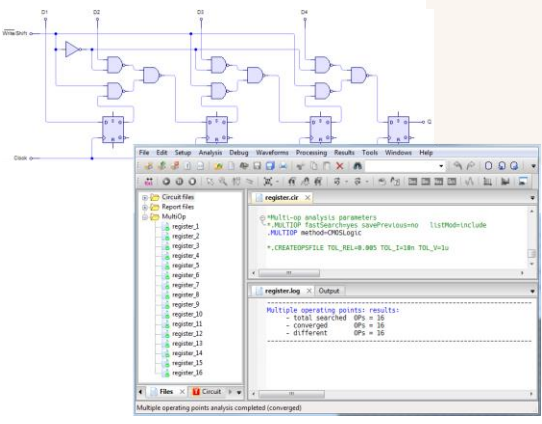 D1 D2 D3 D4
Write/Shift
Q
Clock
File Edit Setup Analysis Debug Waveforms Processing Results Tools Windows Help
Circuit files
Report files
MultiOp
register_1
register_2
register_3
register_4
register_5
register_6
register_7
register_8
register_9
register_10
register_11
register_12
register_13
register_14
register_15
register_16
Files × Circuit
register.cir ×
*Multi-op analysis parameters
*.MULTIOP fastSearch=yes savePrevious=no listMod=include
.MULTIOP method=CMOSLogic
*.CREATEOPSFILE TOL_REL=0.005 TOL_I=10n TOL_V=1u
register.log × Output
Multiple operating points: results:
- total searched OPs = 16
- converged OPs = 16
- different OPs = 16
Multiple operating points analysis completed (converged)